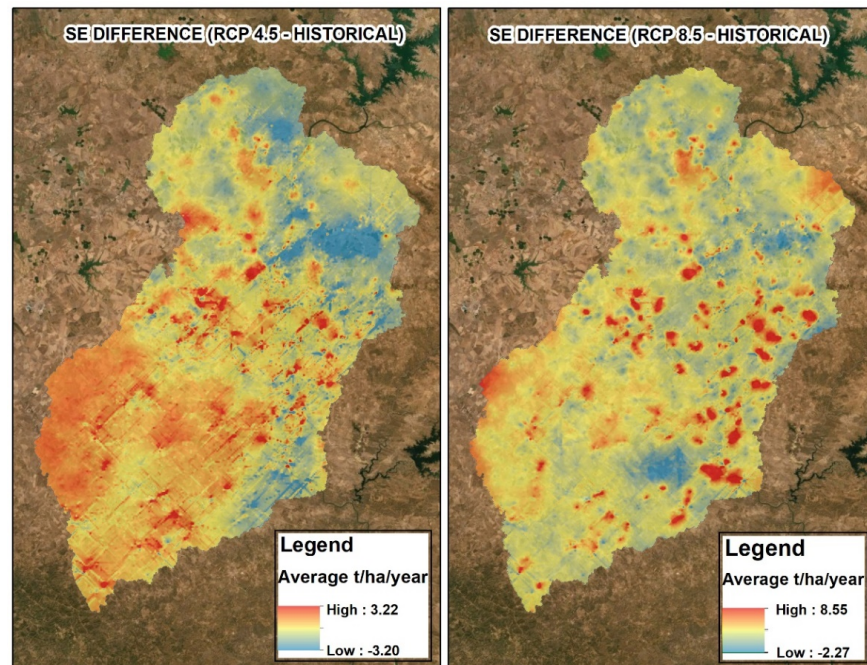 SE DIFFERENCE (RCP 4.5 - HISTORICAL)
Legend
Average t/ha/year
High : 3.22
Low : -3.20
SE DIFFERENCE (RCP 8.5 - HISTORICAL)
Legend
Average t/ha/year
High : 8.55
Low : -2.27